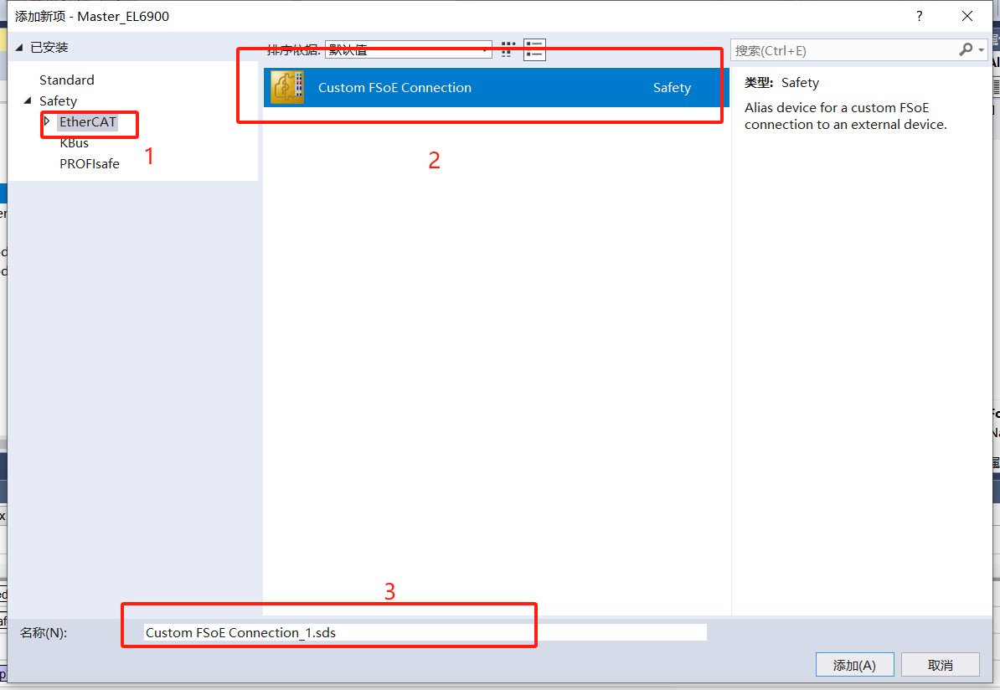 添加新项 - Master_EL6900
?
已安装
排序依据: 默认值
搜索(Ctrl+E)
Standard
Safety
EtherCAT
KBus
PROFIsafe
1
Custom FSoE Connection Safety
2
类型: Safety
Alias device for a custom FSoE
connection to an external device.
3
名称(N): Custom FSoE Connection_1.sds
添加(A) 取消